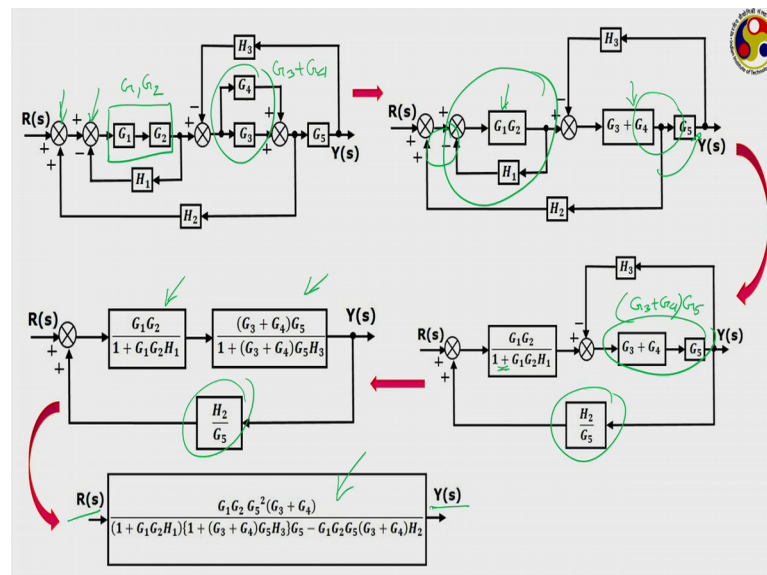 H₃
G₁G₂
G₄
G₃+G₄
R(s)
+
+
+
−
G₁
G₂
−
+
G₃
+
+
G₅
Y(s)
H₁
H₂
H₃
R(s)
+
+
+
−
G₁G₂
−
+
G₃ + G₄
G₅
Y(s)
H₁
H₂
R(s)
+
+
G₁G₂
1 + G₁G₂H₁
(G₃ + G₄)G₅
1 + (G₃ + G₄)G₅H₃
Y(s)
H₂
G₅
H₃
(G₃+G₄)G₅
R(s)
+
+
G₁G₂
1 + G₁G₂H₁
−
+
G₃ + G₄
G₅
Y(s)
H₂
G₅
R(s)
G₁G₂ G₅²(G₃ + G₄)
(1 + G₁G₂H₁){1 + (G₃ + G₄)G₅H₃}G₅ − G₁G₂G₅(G₃ + G₄)H₂
Y(s)